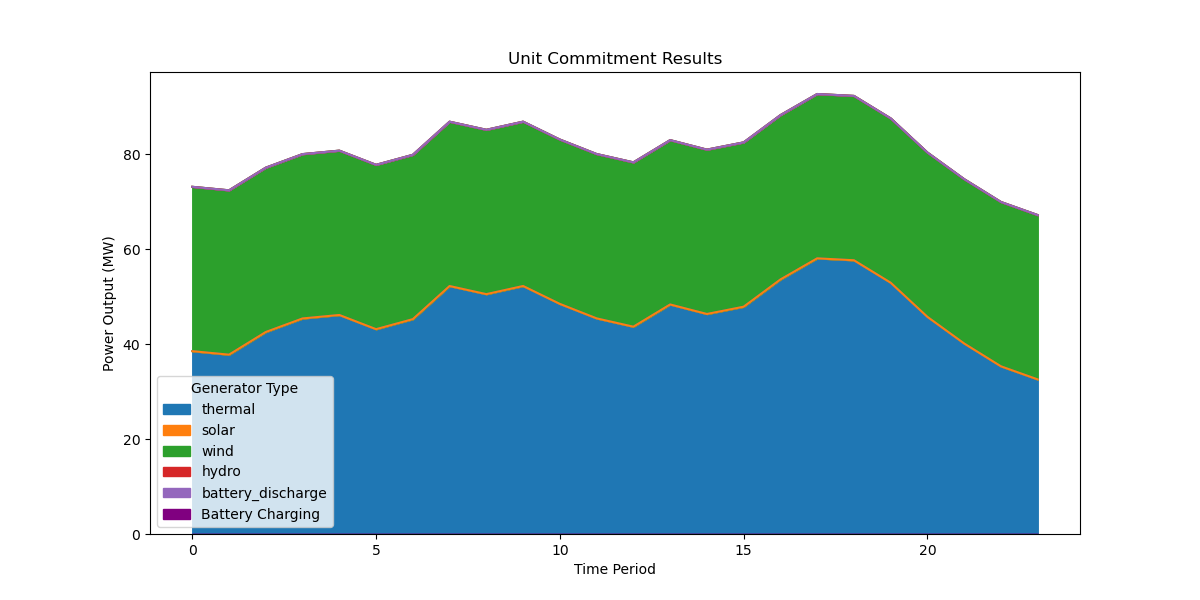 Unit Commitment Results
Power Output (MW)
80
60
40
20
0
Generator Type
thermal
solar
wind
hydro
battery_discharge
Battery Charging
0 5 10 15 20
Time Period